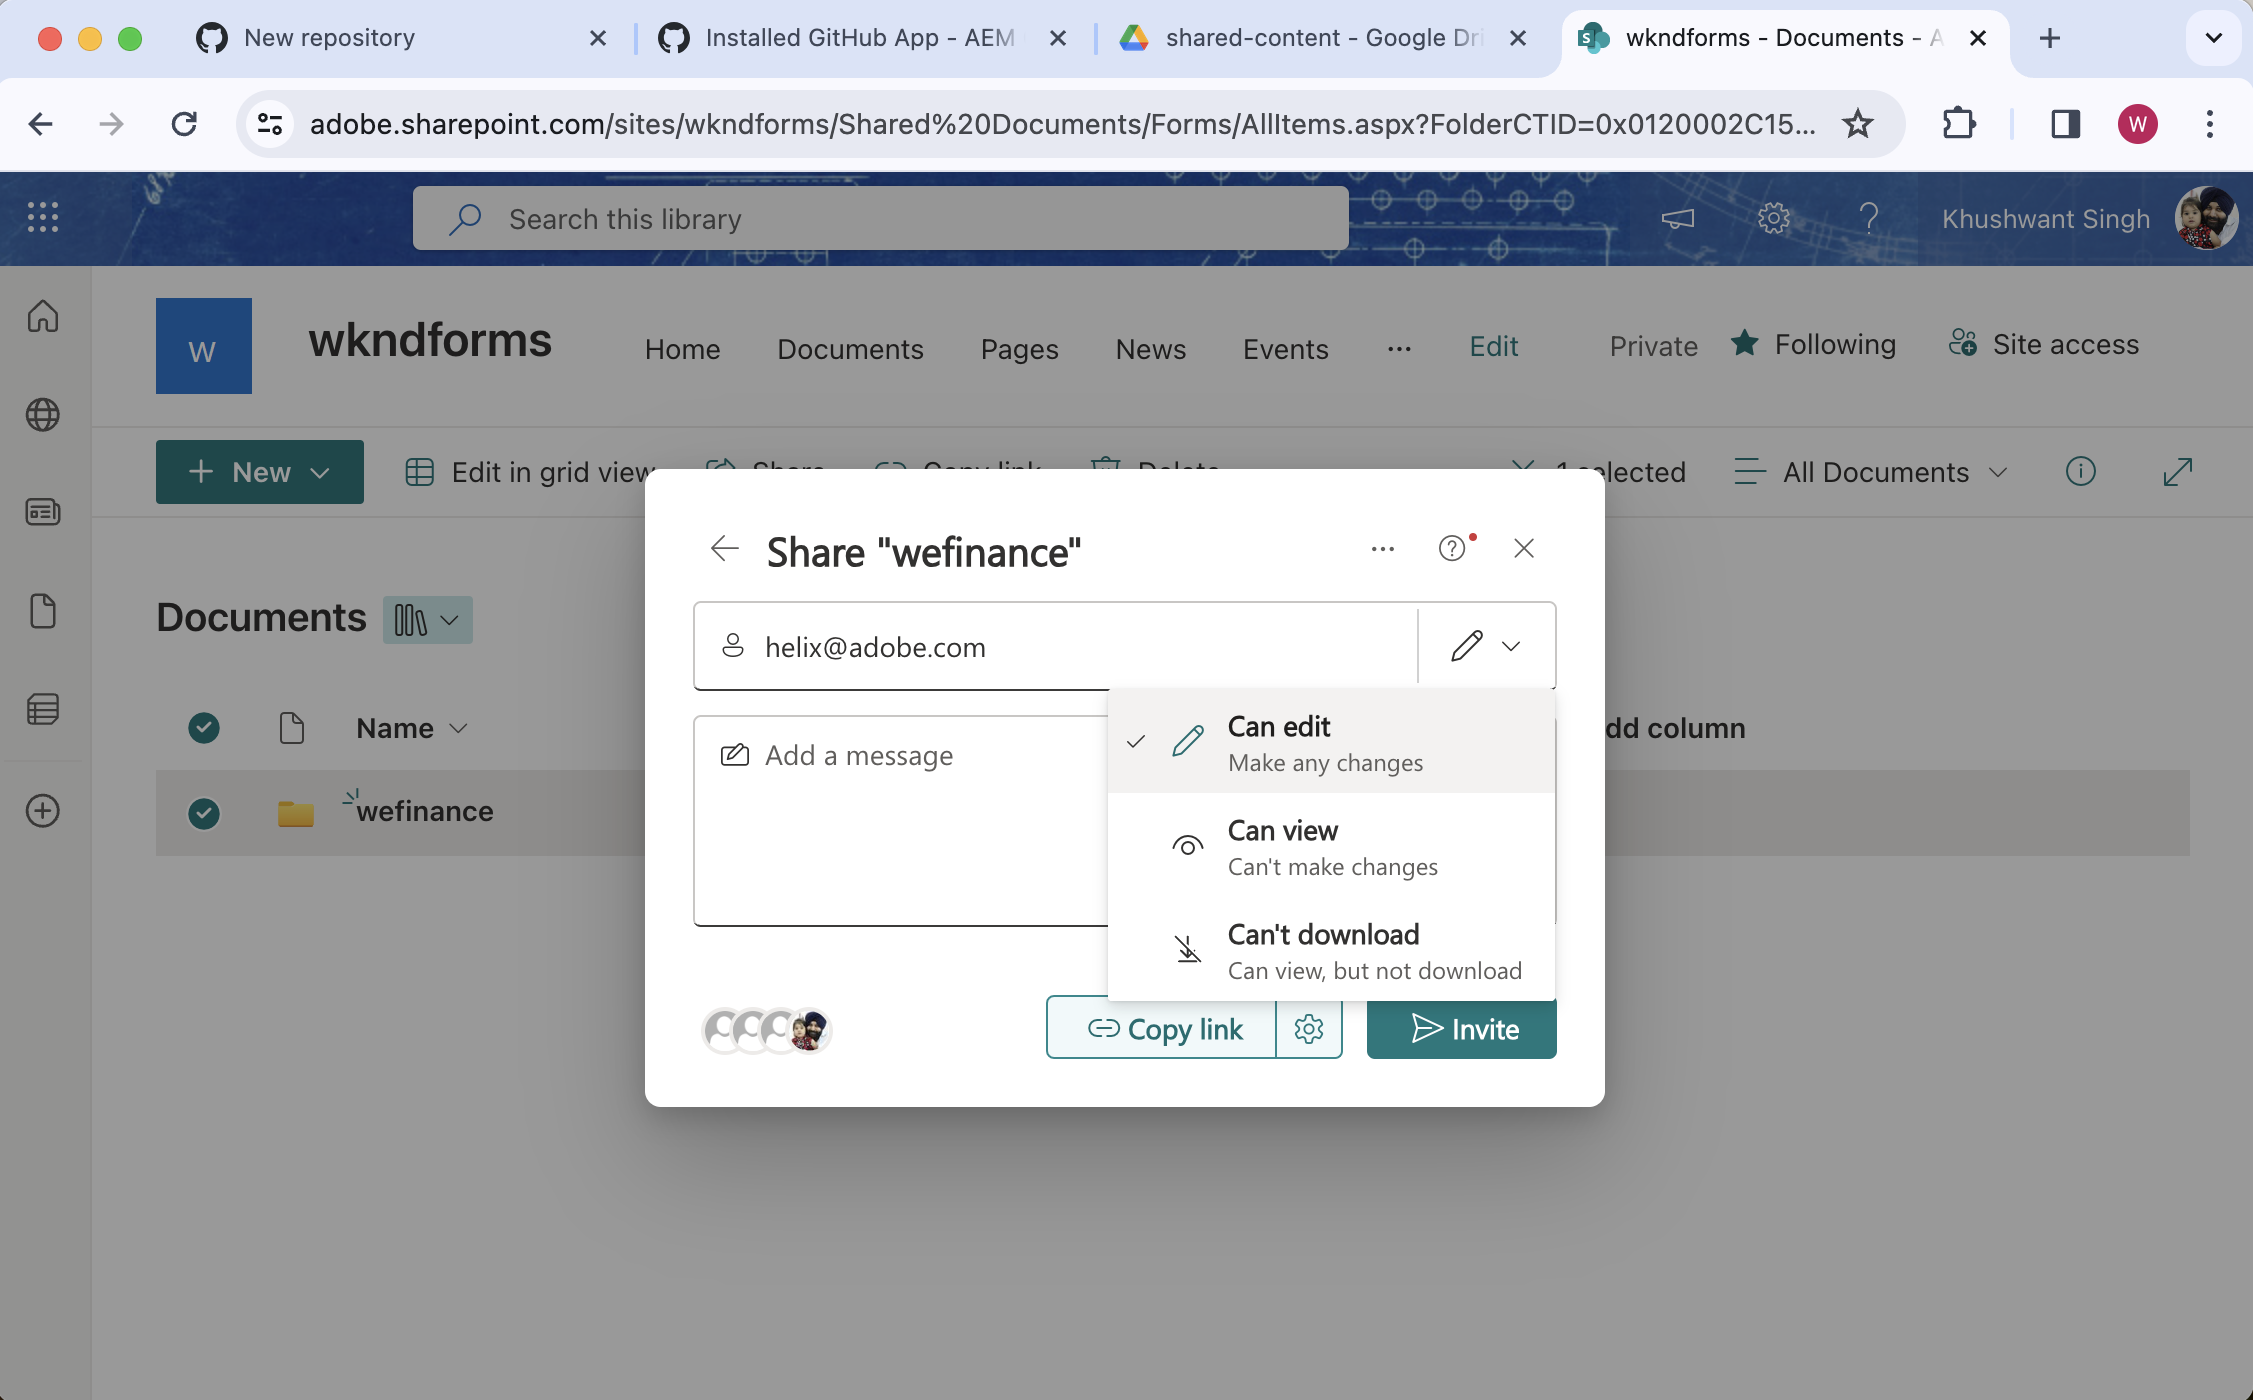 New repository
Installed GitHub App - AEM
shared-content - Google Dri
wkndforms - Documents - A
adobe.sharepoint.com/sites/wkndforms/Shared%20Documents/Forms/AllItems.aspx?FolderCTID=0x0120002C15...
W
Search this library
Khushwant Singh
W
wkndforms
Home
Documents
Pages
News
Events
Edit
Private
Following
Site access
New
Edit in grid view
Share
Copy link
Delete
1 selected
All Documents
Share "wefinance"
Documents
helix@adobe.com
Name
Add a message
Can edit
Make any changes
dd column
wefinance
Can view
Can't make changes
Can't download
Can view, but not download
Copy link
Invite